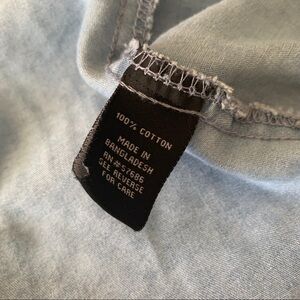 100% COTTON
MADE IN
BANGLADESH
RN#57686
SEE REVERSE
FOR CARE